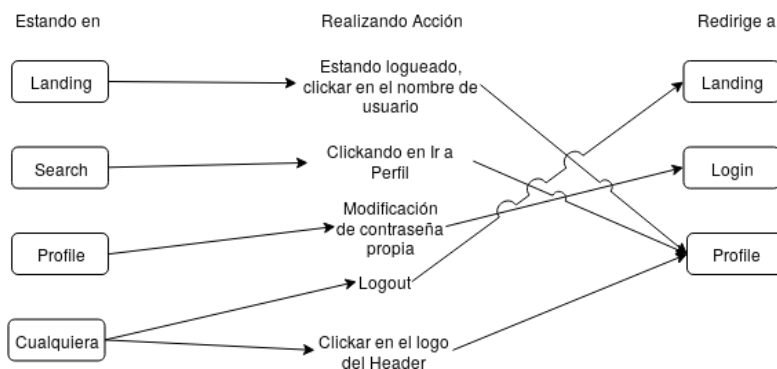 Estando en
Realizando Acción
Redirige a
Landing
Estando logueado,
clickar en el nombre de
usuario
Landing
Search
Clickando en Ir a
Perfil
Login
Profile
Modificación
de contraseña
propia
Profile
Logout
Cualquiera
Clickar en el logo
del Header